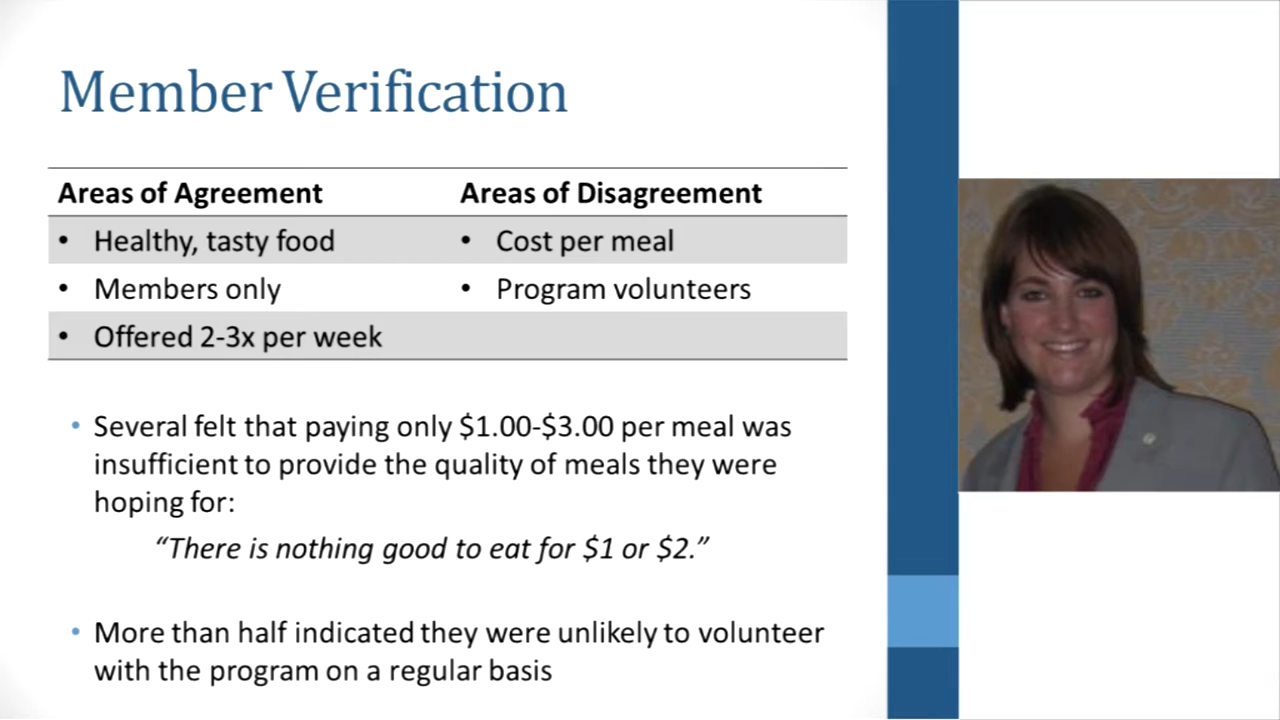 Member Verification
Areas of Agreement Areas of Disagreement
• Healthy, tasty food • Cost per meal
• Members only • Program volunteers
• Offered 2-3x per week
• Several felt that paying only $1.00-$3.00 per meal was
insufficient to provide the quality of meals they were
hoping for:
“There is nothing good to eat for $1 or $2.”
• More than half indicated they were unlikely to volunteer
with the program on a regular basis